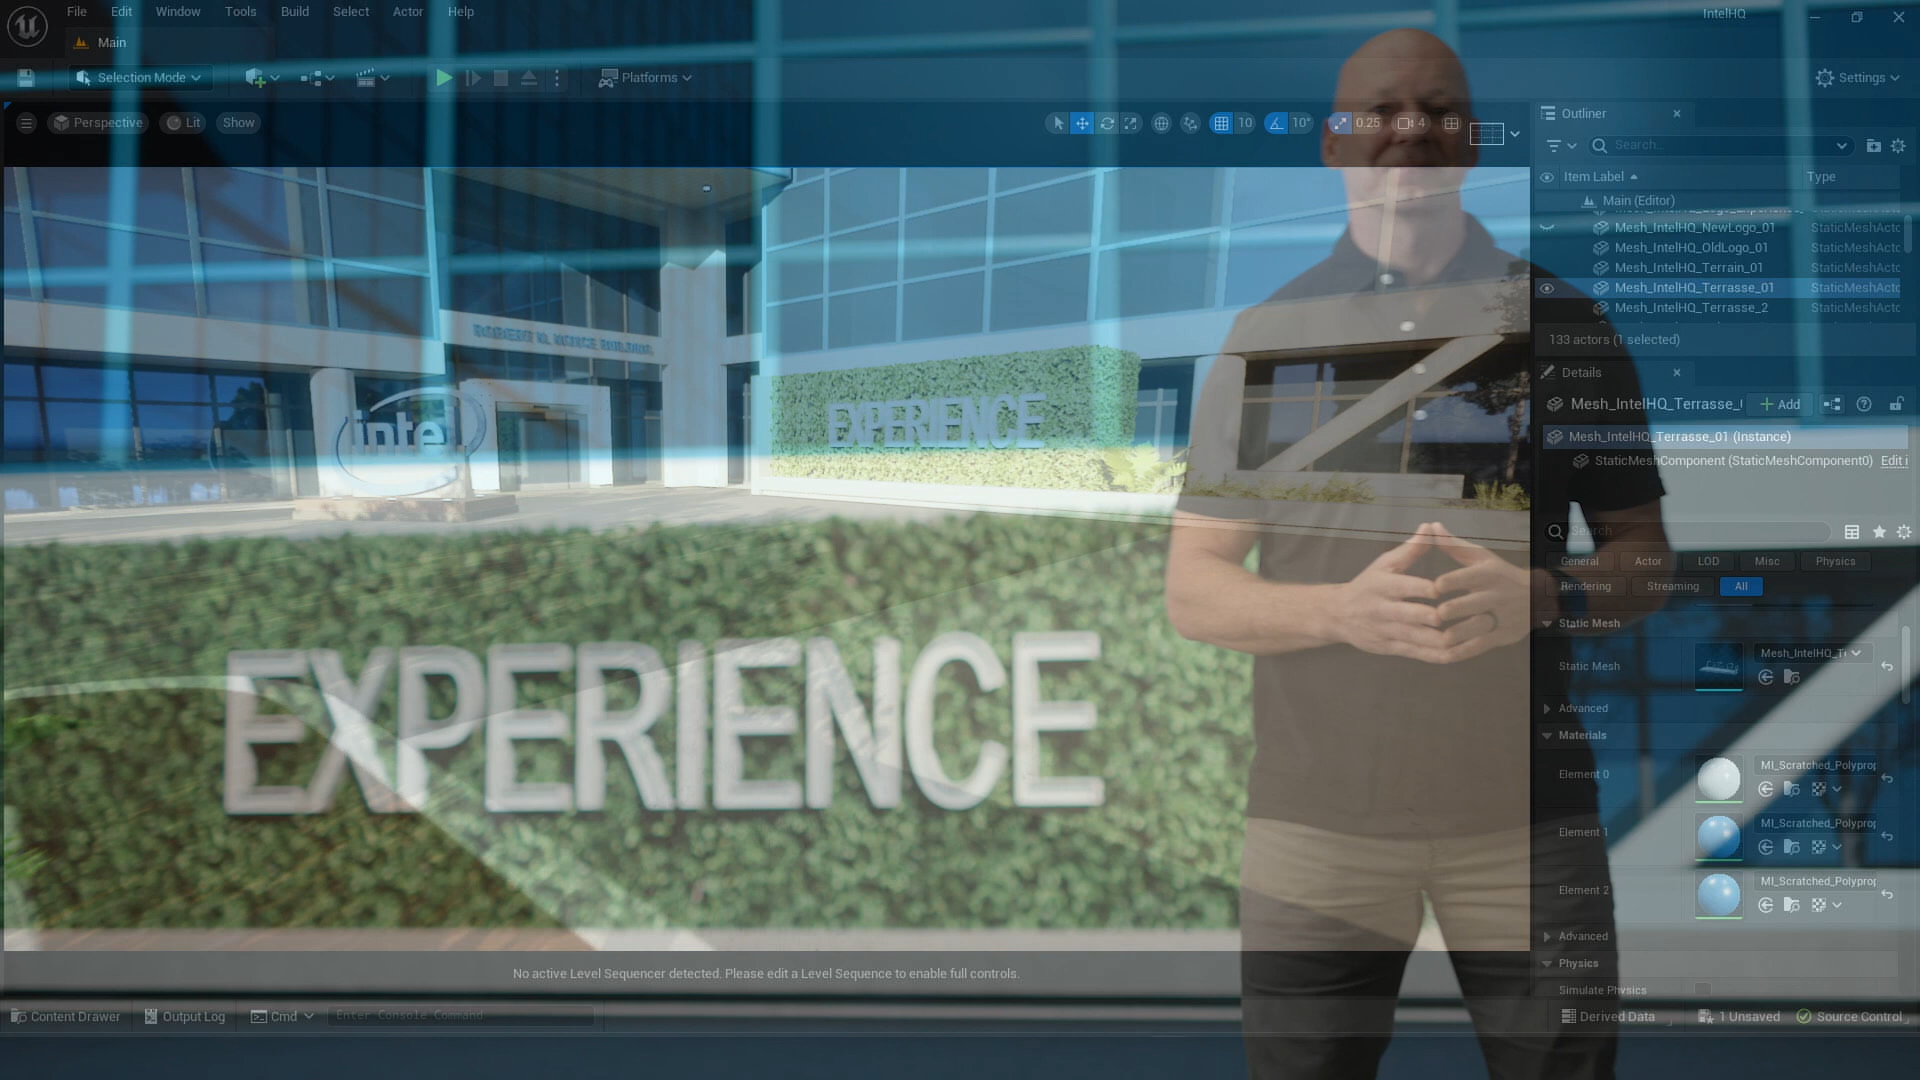 File Edit Window Tools Build Select Actor Help
IntelHQ
Main
Selection Mode
Platforms
Settings
Perspective
Lit
Show
10
10°
0.25
4
Outliner
Search...
Item Label
Type
Main (Editor)
Mesh_IntelHQ_NewLogo_01 StaticMeshActo
Mesh_IntelHQ_OldLogo_01 StaticMeshActo
Mesh_IntelHQ_Terrain_01 StaticMeshActo
Mesh_IntelHQ_Terrasse_01 StaticMeshActo
Mesh_IntelHQ_Terrasse_2 StaticMeshActo
133 actors (1 selected)
Details
Mesh_IntelHQ_Terrasse_
Add
Mesh_IntelHQ_Terrasse_01 (Instance)
StaticMeshComponent (StaticMeshComponent0) Edit i
Search
General Actor LOD Misc Physics
Rendering Streaming All
Static Mesh
Static Mesh
Mesh_IntelHQ_T
Advanced
Materials
Element 0
MI_Scratched_Polyprop
Element 1
MI_Scratched_Polyprop
Element 2
MI_Scratched_Polyprop
Advanced
Physics
Simulate Physics
ROBERT N. NOYCE BUILDING
intel
EXPERIENCE
EXPERIENCE
No active Level Sequencer detected. Please edit a Level Sequence to enable full controls.
Content Drawer
Output Log
Cmd
Enter Console Command
Derived Data
1 Unsaved
Source Control